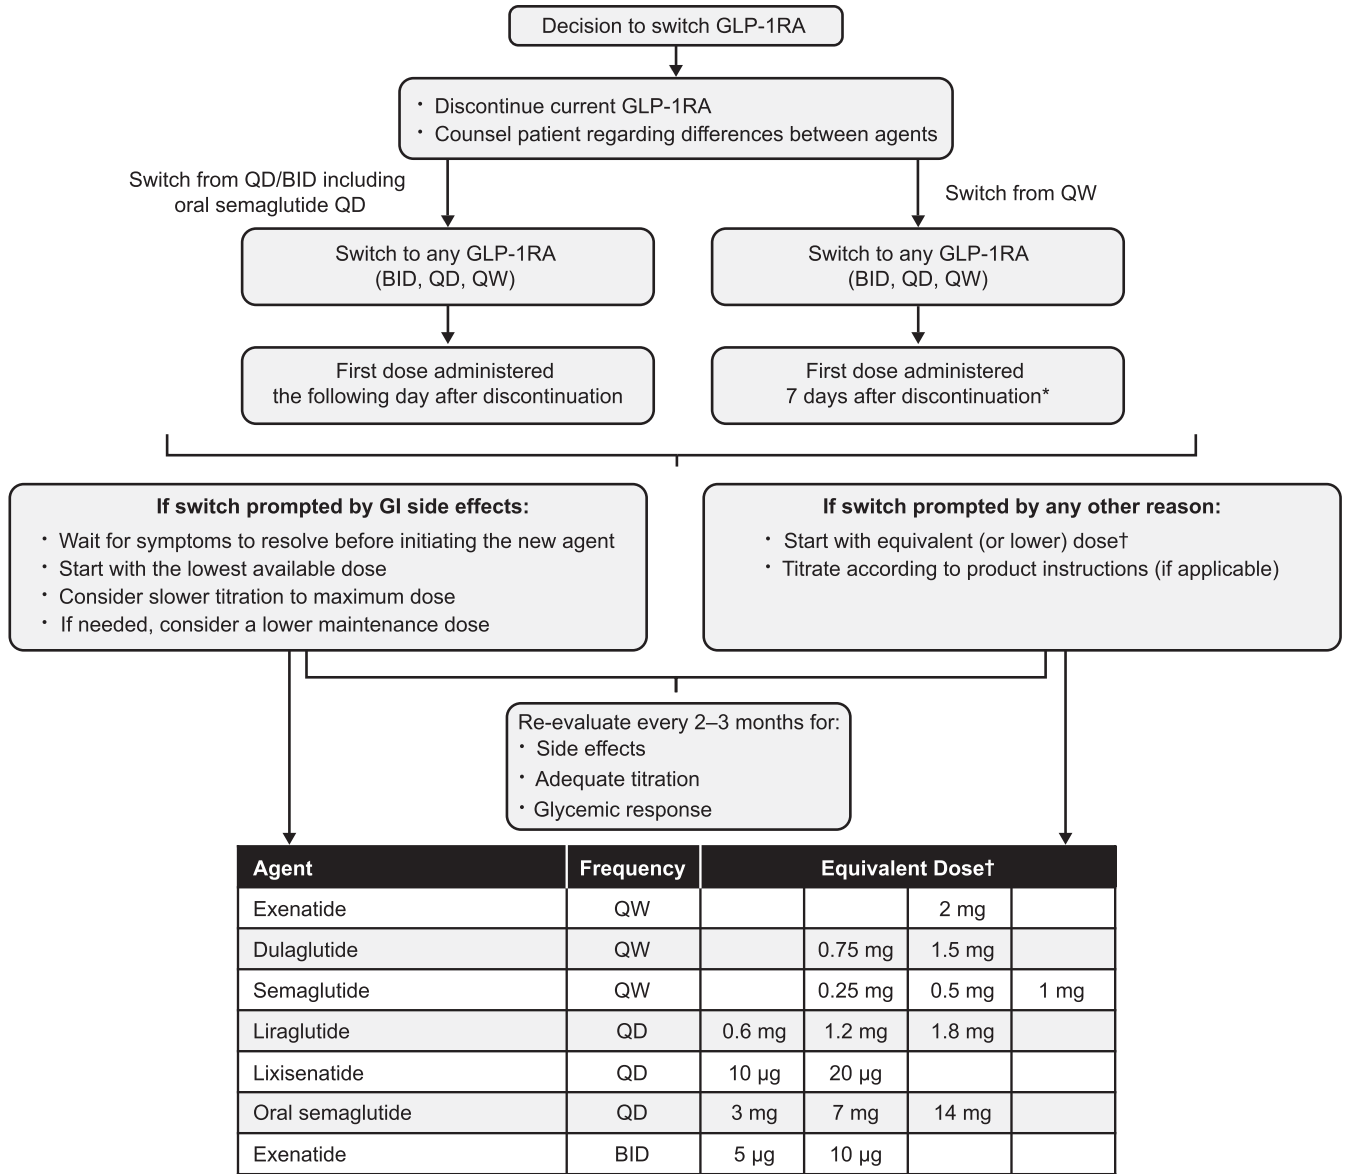 Decision to switch GLP-1RA
· Discontinue current GLP-1RA
· Counsel patient regarding differences between agents
Switch from QD/BID including
oral semaglutide QD
Switch from QW
Switch to any GLP-1RA
(BID, QD, QW)
Switch to any GLP-1RA
(BID, QD, QW)
First dose administered
the following day after discontinuation
First dose administered
7 days after discontinuation*
If switch prompted by GI side effects:
· Wait for symptoms to resolve before initiating the new agent
· Start with the lowest available dose
· Consider slower titration to maximum dose
· If needed, consider a lower maintenance dose
If switch prompted by any other reason:
· Start with equivalent (or lower) dose†
· Titrate according to product instructions (if applicable)
Re-evaluate every 2–3 months for:
· Side effects
· Adequate titration
· Glycemic response
Agent Frequency Equivalent Dose†
Exenatide QW 2 mg
Dulaglutide QW 0.75 mg 1.5 mg
Semaglutide QW 0.25 mg 0.5 mg 1 mg
Liraglutide QD 0.6 mg 1.2 mg 1.8 mg
Lixisenatide QD 10 µg 20 µg
Oral semaglutide QD 3 mg 7 mg 14 mg
Exenatide BID 5 µg 10 µg